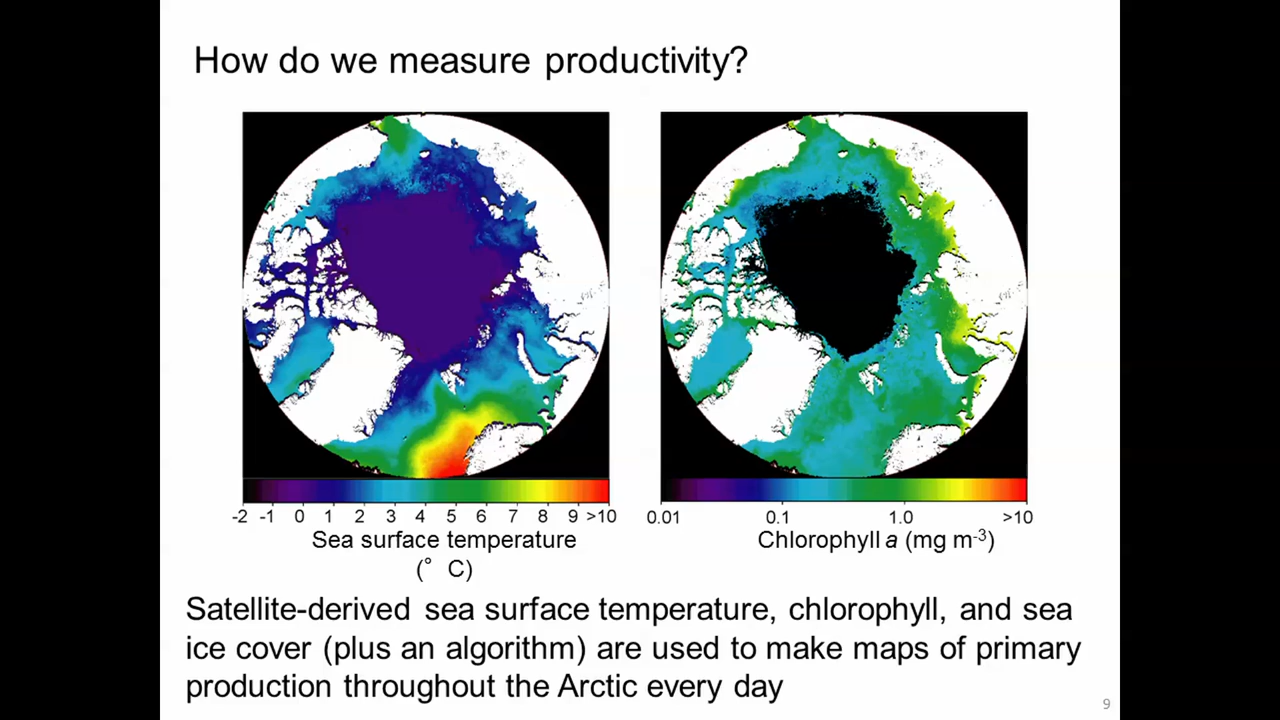 How do we measure productivity?
-2 -1 0 1 2 3 4 5 6 7 8 9 >10
Sea surface temperature
(° C)
0.01 0.1 1.0 >10
Chlorophyll a (mg m-3)
Satellite-derived sea surface temperature, chlorophyll, and sea
ice cover (plus an algorithm) are used to make maps of primary
production throughout the Arctic every day
9